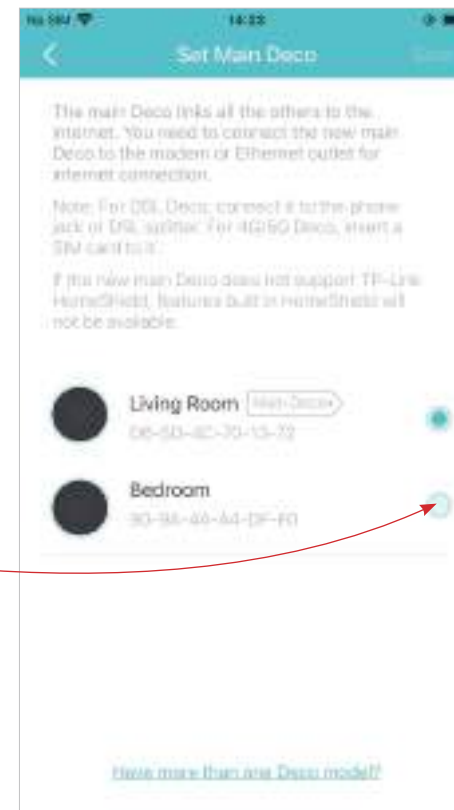 No SIM 14:23
Set Main Deco
The main Deco links all the others to the
internet. You need to connect the new main
Deco to the modem or Ethernet outlet for
internet connection.
Note: For DSL Deco, connect it to the phone
jack or DSL splitter. For 4G/5G Deco, insert a
SIM card to it.
If the new main Deco does not support TP-Link
HomeShield, features built in HomeShield will
not be available.
Living Room Main Deco
Bedroom
Have more than one Deco model?